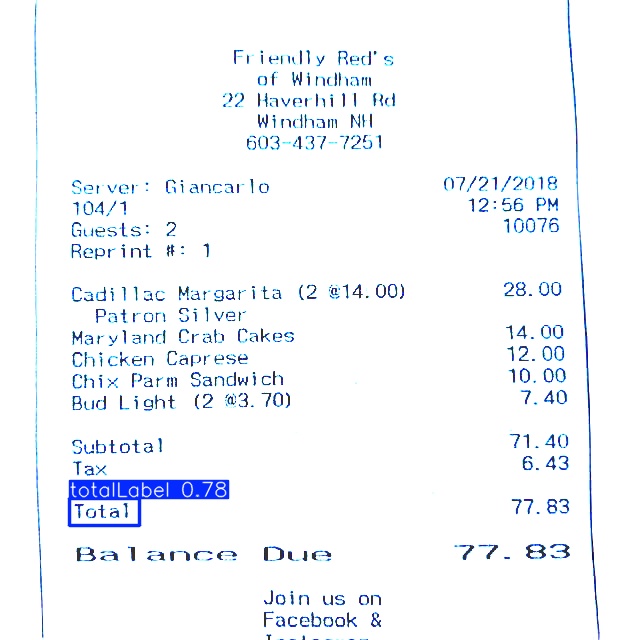 Friendly Red's
of Windham
22 Haverhill Rd
Windham NH
603-437-7251
Server: Giancarlo 07/21/2018
104/1 12:56 PM
Guests: 2 10076
Reprint #: 1
Cadillac Margarita (2 @14.00) 28.00
Patron Silver
Maryland Crab Cakes 14.00
Chicken Caprese 12.00
Chix Parm Sandwich 10.00
Bud Light (2 @3.70) 7.40
Subtotal 71.40
Tax 6.43
totalLabel 0.78
Total 77.83
Balance Due 77.83
Join us on
Facebook &